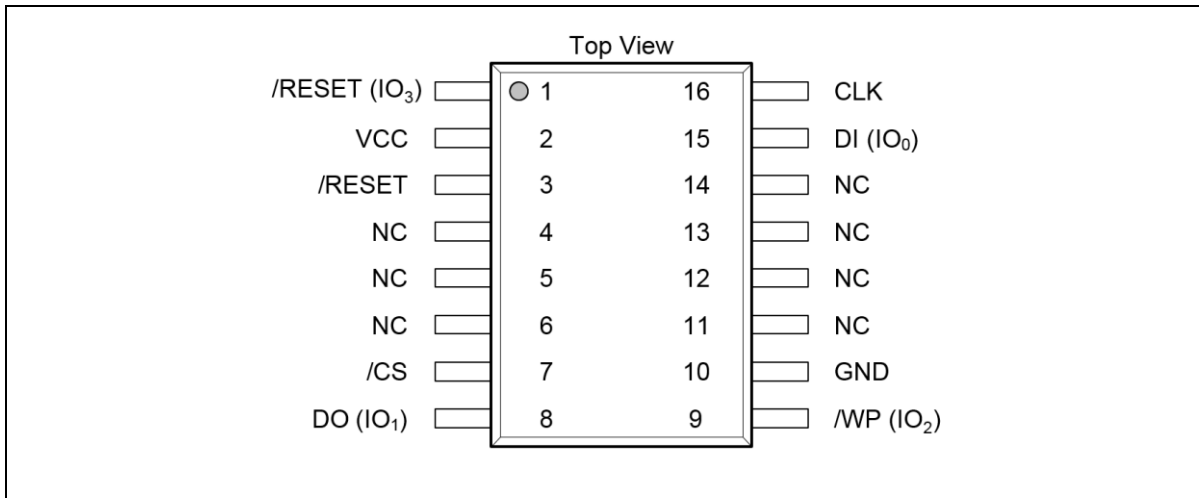 Top View
/RESET (IO₃) 1 16 CLK
VCC 2 15 DI (IO₀)
/RESET 3 14 NC
NC 4 13 NC
NC 5 12 NC
NC 6 11 NC
/CS 7 10 GND
DO (IO₁) 8 9 /WP (IO₂)